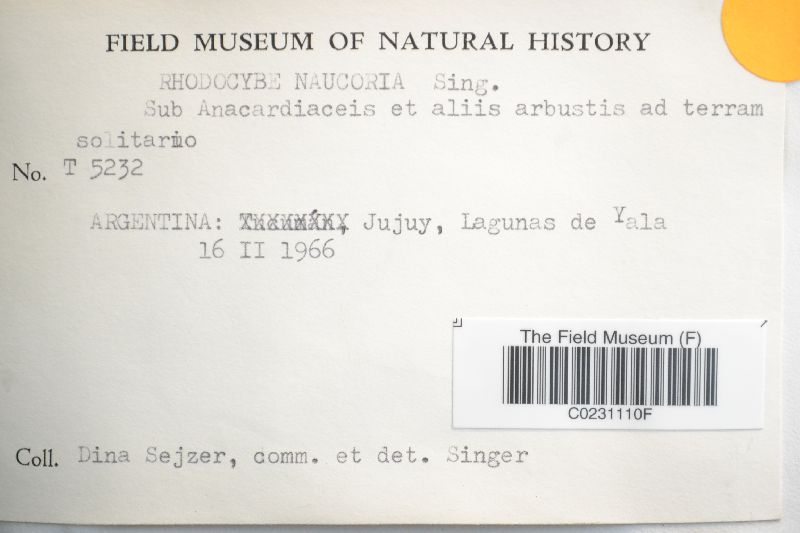 FIELD MUSEUM OF NATURAL HISTORY
RHODOCYBE NAUCORIA Sing.
Sub Anacardiaceis et aliis arbustis ad terram
solitario
No. T 5232
ARGENTINA: Tucumán, Jujuy, Lagunas de Yala
16 II 1966
The Field Museum (F)
C0231110F
Coll. Dina Sejzer, comm. et det. Singer